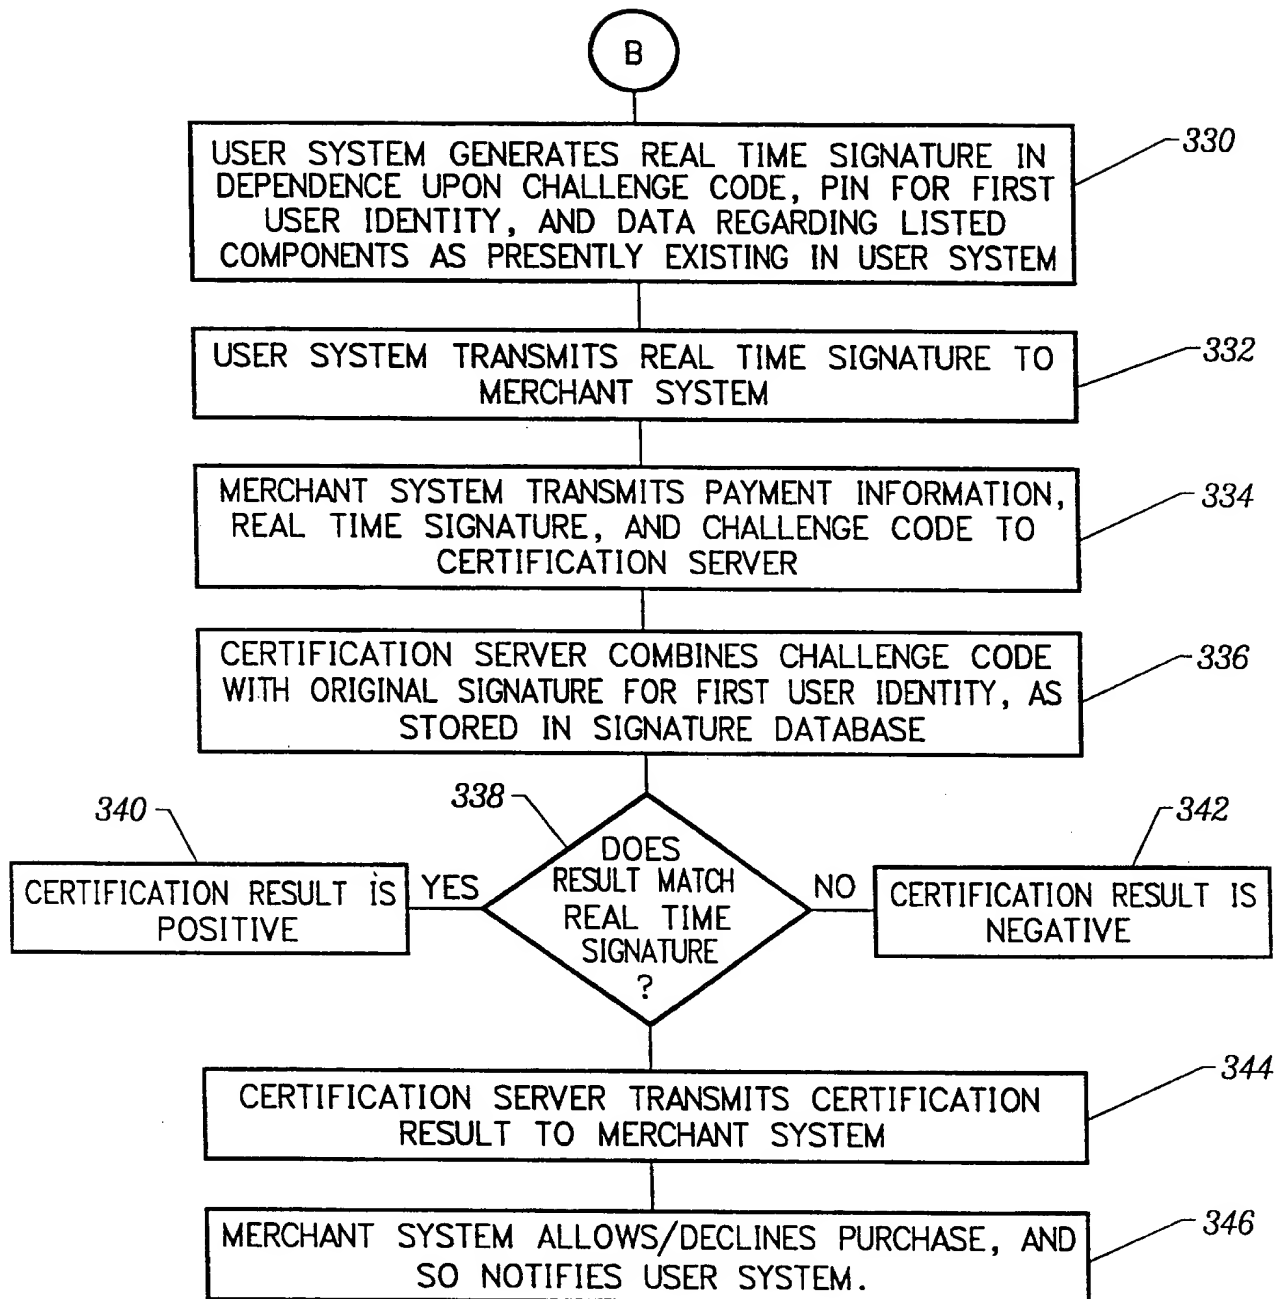 B
USER SYSTEM GENERATES REAL TIME SIGNATURE IN
DEPENDENCE UPON CHALLENGE CODE, PIN FOR FIRST
USER IDENTITY, AND DATA REGARDING LISTED
COMPONENTS AS PRESENTLY EXISTING IN USER SYSTEM
330
USER SYSTEM TRANSMITS REAL TIME SIGNATURE TO
MERCHANT SYSTEM
332
MERCHANT SYSTEM TRANSMITS PAYMENT INFORMATION,
REAL TIME SIGNATURE, AND CHALLENGE CODE TO
CERTIFICATION SERVER
334
CERTIFICATION SERVER COMBINES CHALLENGE CODE
WITH ORIGINAL SIGNATURE FOR FIRST USER IDENTITY, AS
STORED IN SIGNATURE DATABASE
336
338
DOES
RESULT MATCH
REAL TIME
SIGNATURE
?
340
CERTIFICATION RESULT IS
POSITIVE
YES
NO
342
CERTIFICATION RESULT IS
NEGATIVE
CERTIFICATION SERVER TRANSMITS CERTIFICATION
RESULT TO MERCHANT SYSTEM
344
MERCHANT SYSTEM ALLOWS/DECLINES PURCHASE, AND
SO NOTIFIES USER SYSTEM.
346